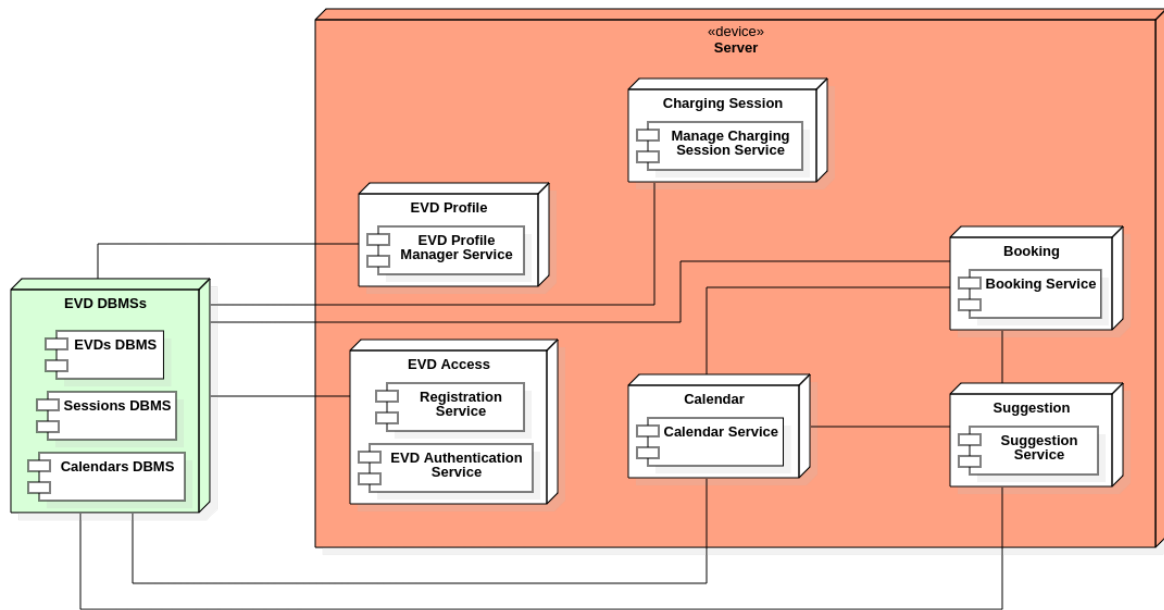 «device»
Server
Charging Session
Manage Charging
Session Service
EVD Profile
EVD Profile
Manager Service
Booking
Booking Service
EVD DBMSs
EVDs DBMS
Sessions DBMS
Calendars DBMS
EVD Access
Registration
Service
EVD Authentication
Service
Calendar
Calendar Service
Suggestion
Suggestion
Service